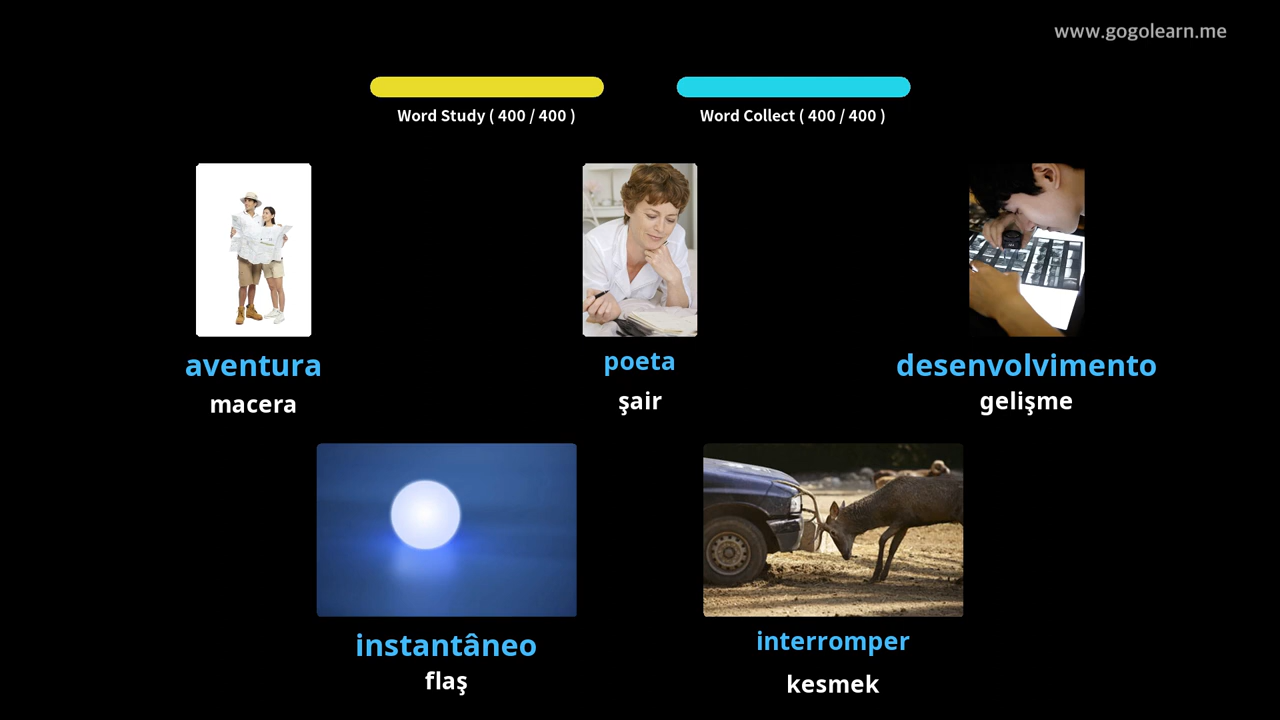 www.gogolearn.me
Word Study ( 400 / 400 )
Word Collect ( 400 / 400 )
aventura
macera
poeta
şair
desenvolvimento
gelişme
instantâneo
flaş
interromper
kesmek